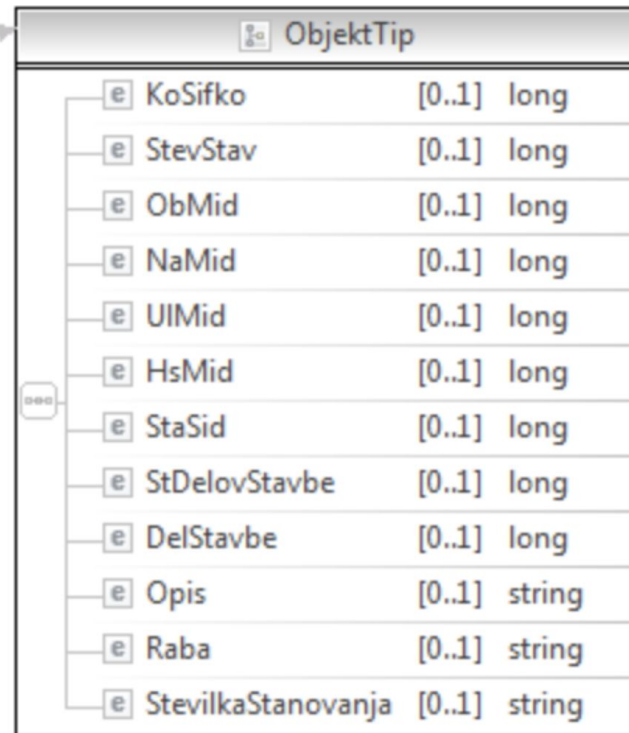 ObjektTip
e KoSifko [0..1] long
e StevStav [0..1] long
e ObMid [0..1] long
e NaMid [0..1] long
e UlMid [0..1] long
e HsMid [0..1] long
e StaSid [0..1] long
e StDelovStavbe [0..1] long
e DelStavbe [0..1] long
e Opis [0..1] string
e Raba [0..1] string
e StevilkaStanovanja [0..1] string